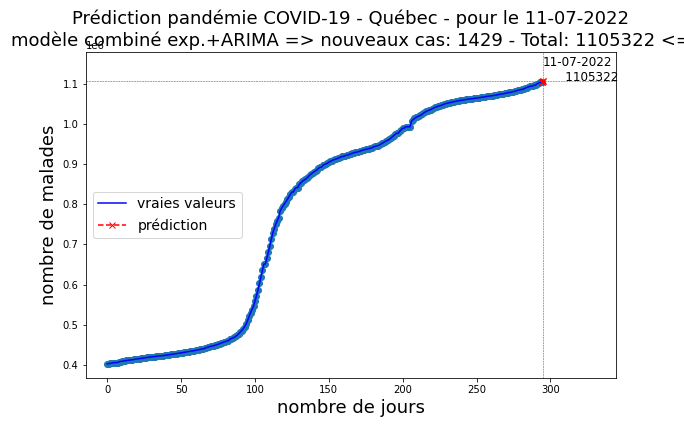 Prédiction pandémie COVID-19 - Québec - pour le 11-07-2022
modèle combiné exp.+ARIMA => nouveaux cas: 1429 - Total: 1105322 <=
1e6
11-07-2022
1105322
1.1
1.0
0.9
0.8
0.7
0.6
0.5
0.4
nombre de malades
vraies valeurs
prédiction
0 50 100 150 200 250 300
nombre de jours